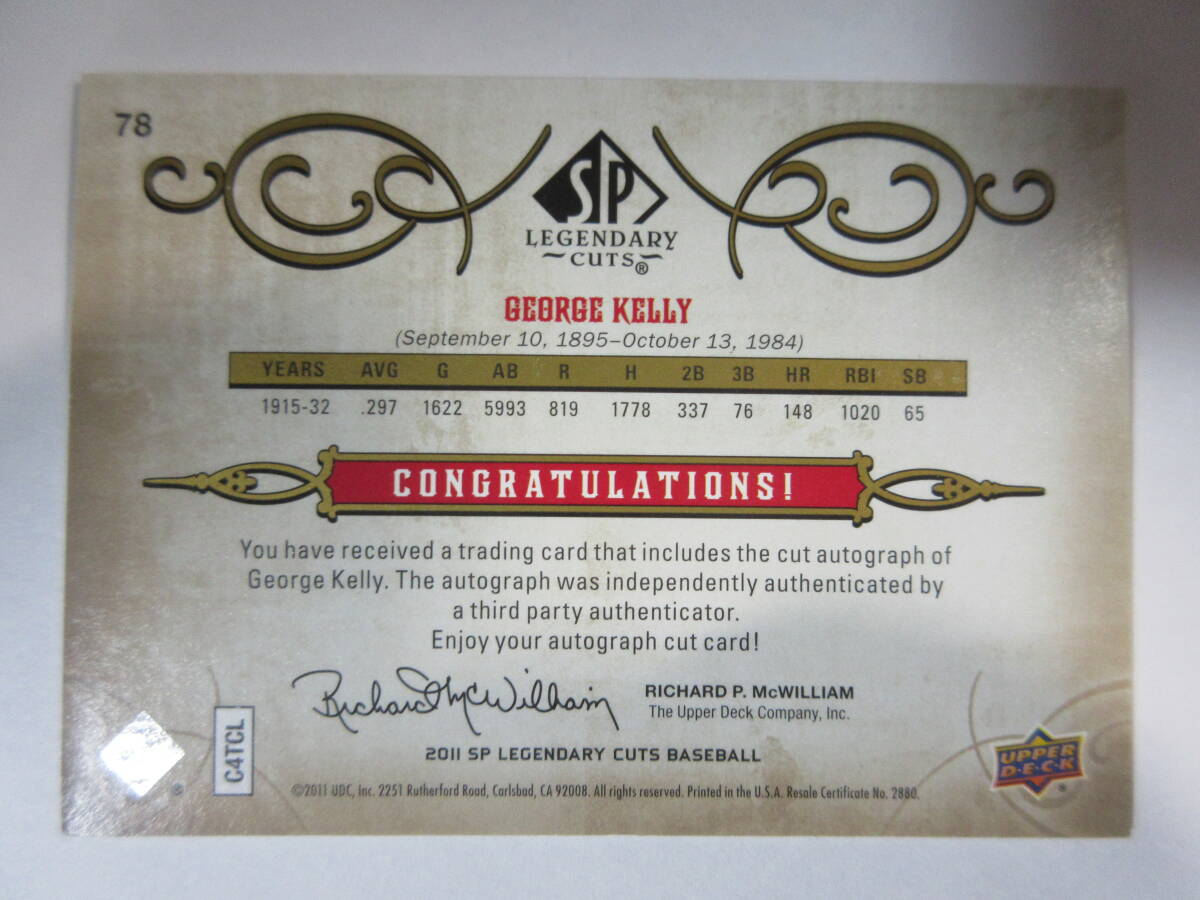 78
SP
LEGENDARY
CUTS®
GEORGE KELLY
(September 10, 1895–October 13, 1984)
YEARS AVG G AB R H 2B 3B HR RBI SB
1915-32 .297 1622 5993 819 1778 337 76 148 1020 65
CONGRATULATIONS!
You have received a trading card that includes the cut autograph of
George Kelly. The autograph was independently authenticated by
a third party authenticator.
Enjoy your autograph cut card!
Richard McWilliam
RICHARD P. McWILLIAM
The Upper Deck Company, Inc.
2011 SP LEGENDARY CUTS BASEBALL
C4TCL
®
UPPER
D·E·C·K
®
©2011 UDC, Inc. 2251 Rutherford Road, Carlsbad, CA 92008. All rights reserved. Printed in the U.S.A. Resale Certificate No. 2880.